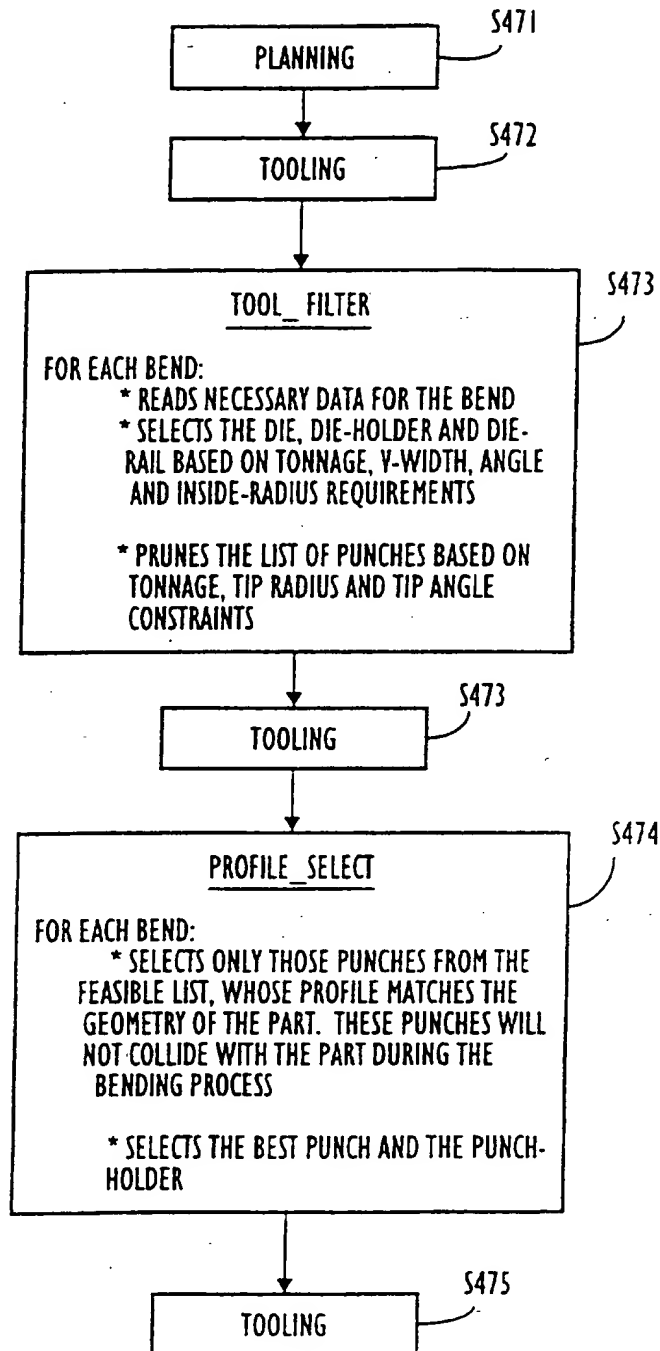 S471
PLANNING
S472
TOOLING
S473
TOOL_ FILTER
FOR EACH BEND:
* READS NECESSARY DATA FOR THE BEND
* SELECTS THE DIE, DIE-HOLDER AND DIE-
RAIL BASED ON TONNAGE, V-WIDTH, ANGLE
AND INSIDE-RADIUS REQUIREMENTS
* PRUNES THE LIST OF PUNCHES BASED ON
TONNAGE, TIP RADIUS AND TIP ANGLE
CONSTRAINTS
S473
TOOLING
S474
PROFILE_SELECT
FOR EACH BEND:
* SELECTS ONLY THOSE PUNCHES FROM THE
FEASIBLE LIST, WHOSE PROFILE MATCHES THE
GEOMETRY OF THE PART. THESE PUNCHES WILL
NOT COLLIDE WITH THE PART DURING THE
BENDING PROCESS
* SELECTS THE BEST PUNCH AND THE PUNCH-
HOLDER
S475
TOOLING